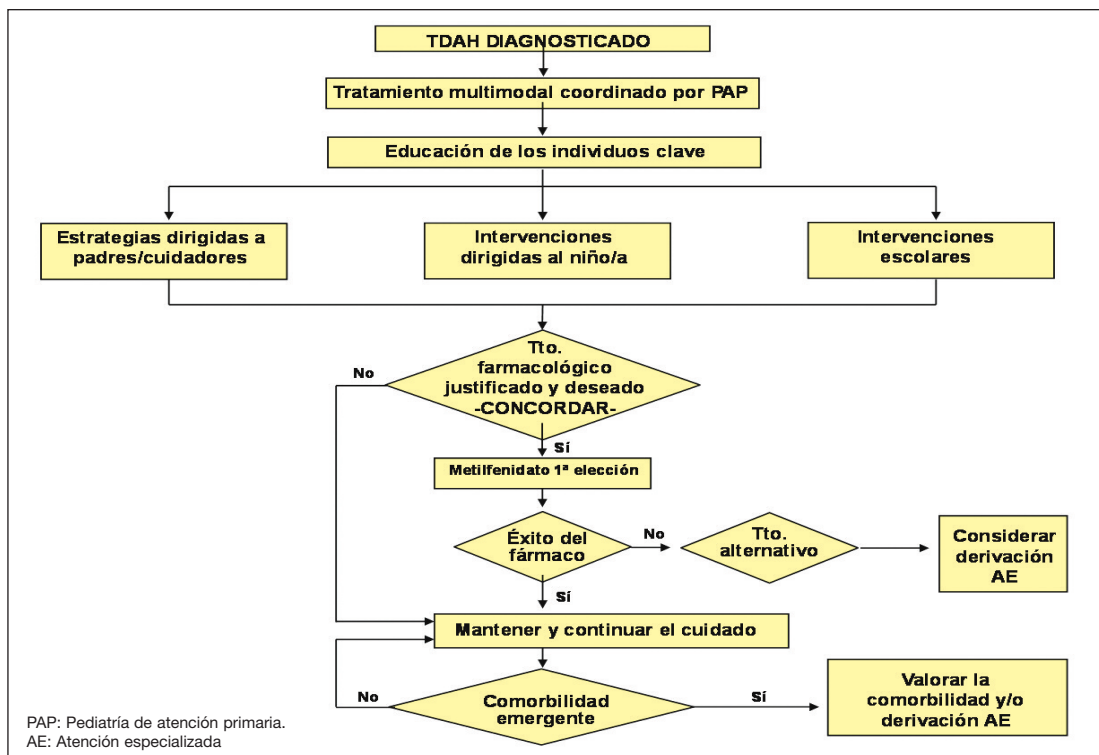 TDAH DIAGNOSTICADO
Tratamiento multimodal coordinado por PAP
Educación de los individuos clave
Estrategias dirigidas a
padres/cuidadores
Intervenciones
dirigidas al niño/a
Intervenciones
escolares
Tto.
farmacológico
justificado y deseado
-CONCORDAR-
No
Sí
Metilfenidato 1ª elección
Éxito del
fármaco
No
Tto.
alternativo
Considerar
derivación
AE
Sí
Mantener y continuar el cuidado
Comorbilidad
emergente
No
Sí
Valorar la
comorbilidad y/o
derivación AE
PAP: Pediatría de atención primaria.
AE: Atención especializada